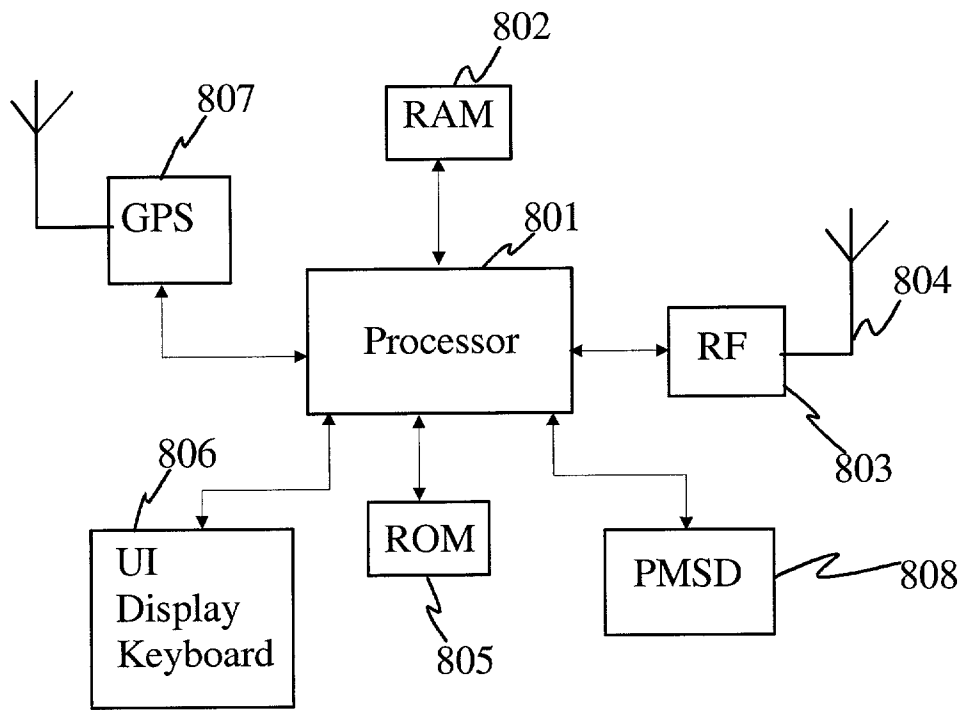 802
RAM
807
GPS
801
Processor
804
RF
803
806
UI
Display
Keyboard
ROM
805
PMSD
808